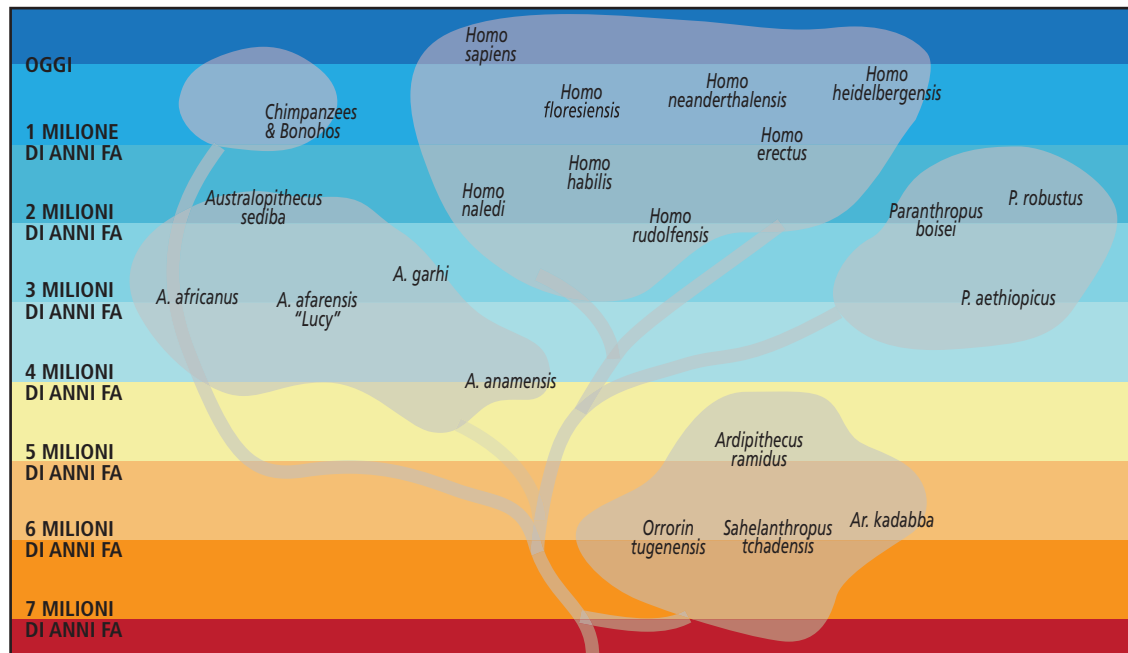 Homo
sapiens
OGGI
Homo
floresiensis
Homo
neanderthalensis
Homo
heidelbergensis
Chimpanzees
& Bonohos
1 MILIONE
DI ANNI FA
Homo
erectus
Homo
habilis
Homo
naledi
Australopithecus
sediba
P. robustus
2 MILIONI
DI ANNI FA
Homo
rudolfensis
Paranthropus
boisei
A. garhi
3 MILIONI
DI ANNI FA
A. africanus
A. afarensis
“Lucy”
P. aethiopicus
4 MILIONI
DI ANNI FA
A. anamensis
5 MILIONI
DI ANNI FA
Ardipithecus
ramidus
6 MILIONI
DI ANNI FA
Orrorin
tugenensis
Sahelanthropus
tchadensis
Ar. kadabba
7 MILIONI
DI ANNI FA